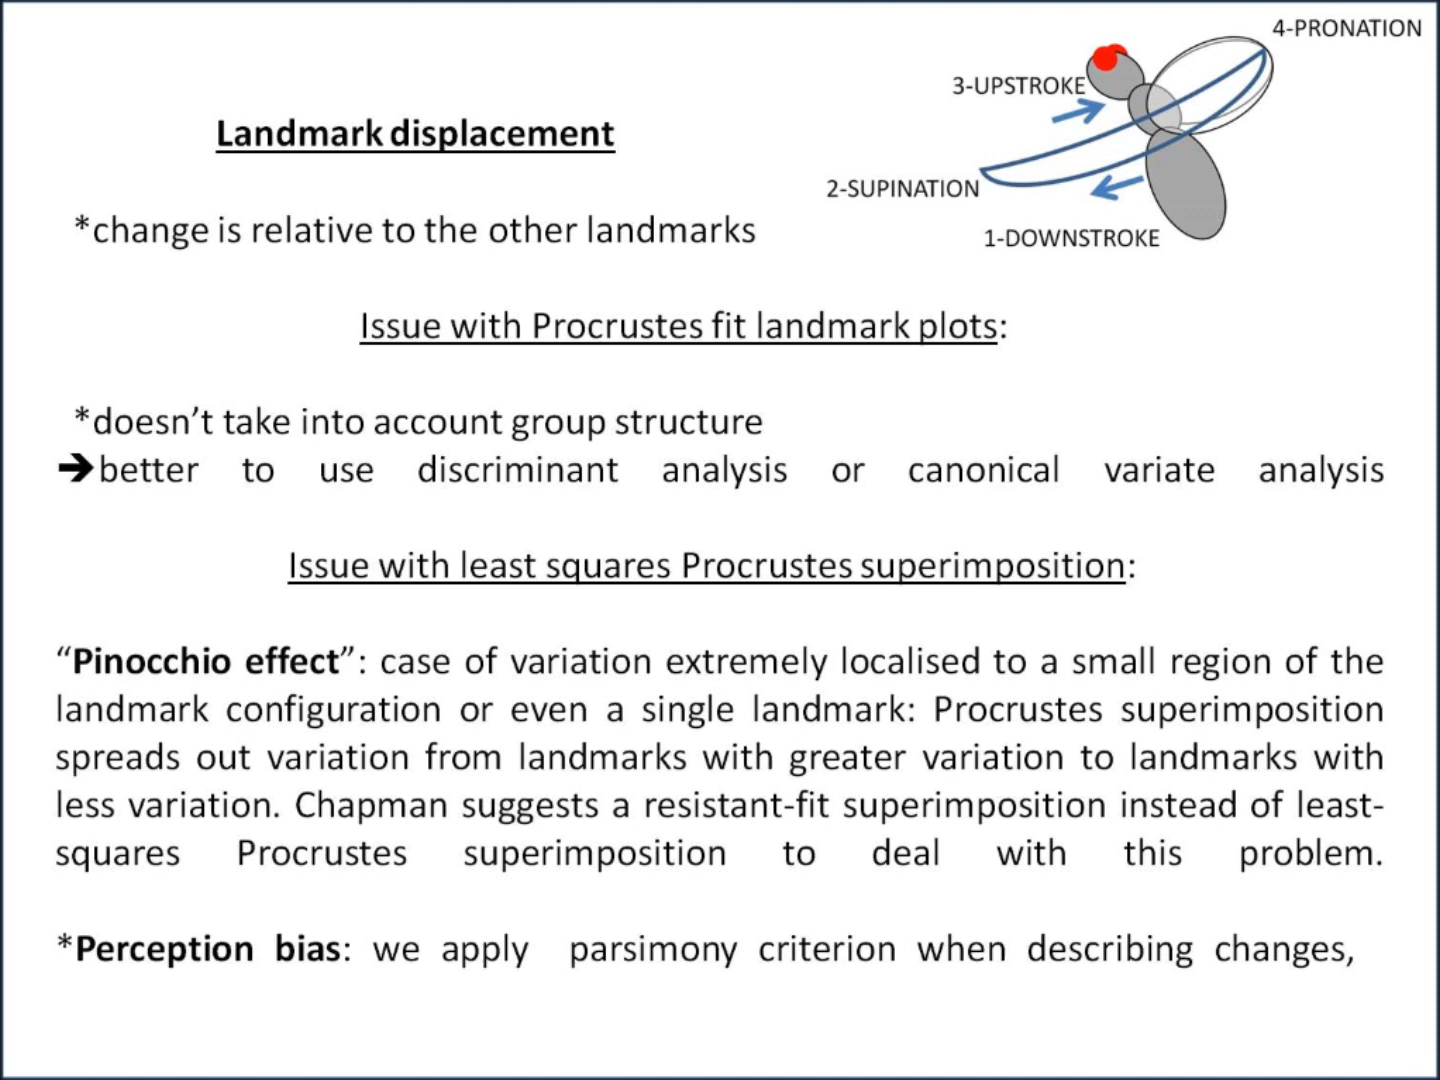 4-PRONATION
3-UPSTROKE
Landmark displacement
2-SUPINATION
*change is relative to the other landmarks
1-DOWNSTROKE
Issue with Procrustes fit landmark plots:
*doesn’t take into account group structure
➔better to use discriminant analysis or canonical variate analysis
Issue with least squares Procrustes superimposition:
“Pinocchio effect”: case of variation extremely localised to a small region of the
landmark configuration or even a single landmark: Procrustes superimposition
spreads out variation from landmarks with greater variation to landmarks with
less variation. Chapman suggests a resistant-fit superimposition instead of least-
squares Procrustes superimposition to deal with this problem.
*Perception bias: we apply parsimony criterion when describing changes,